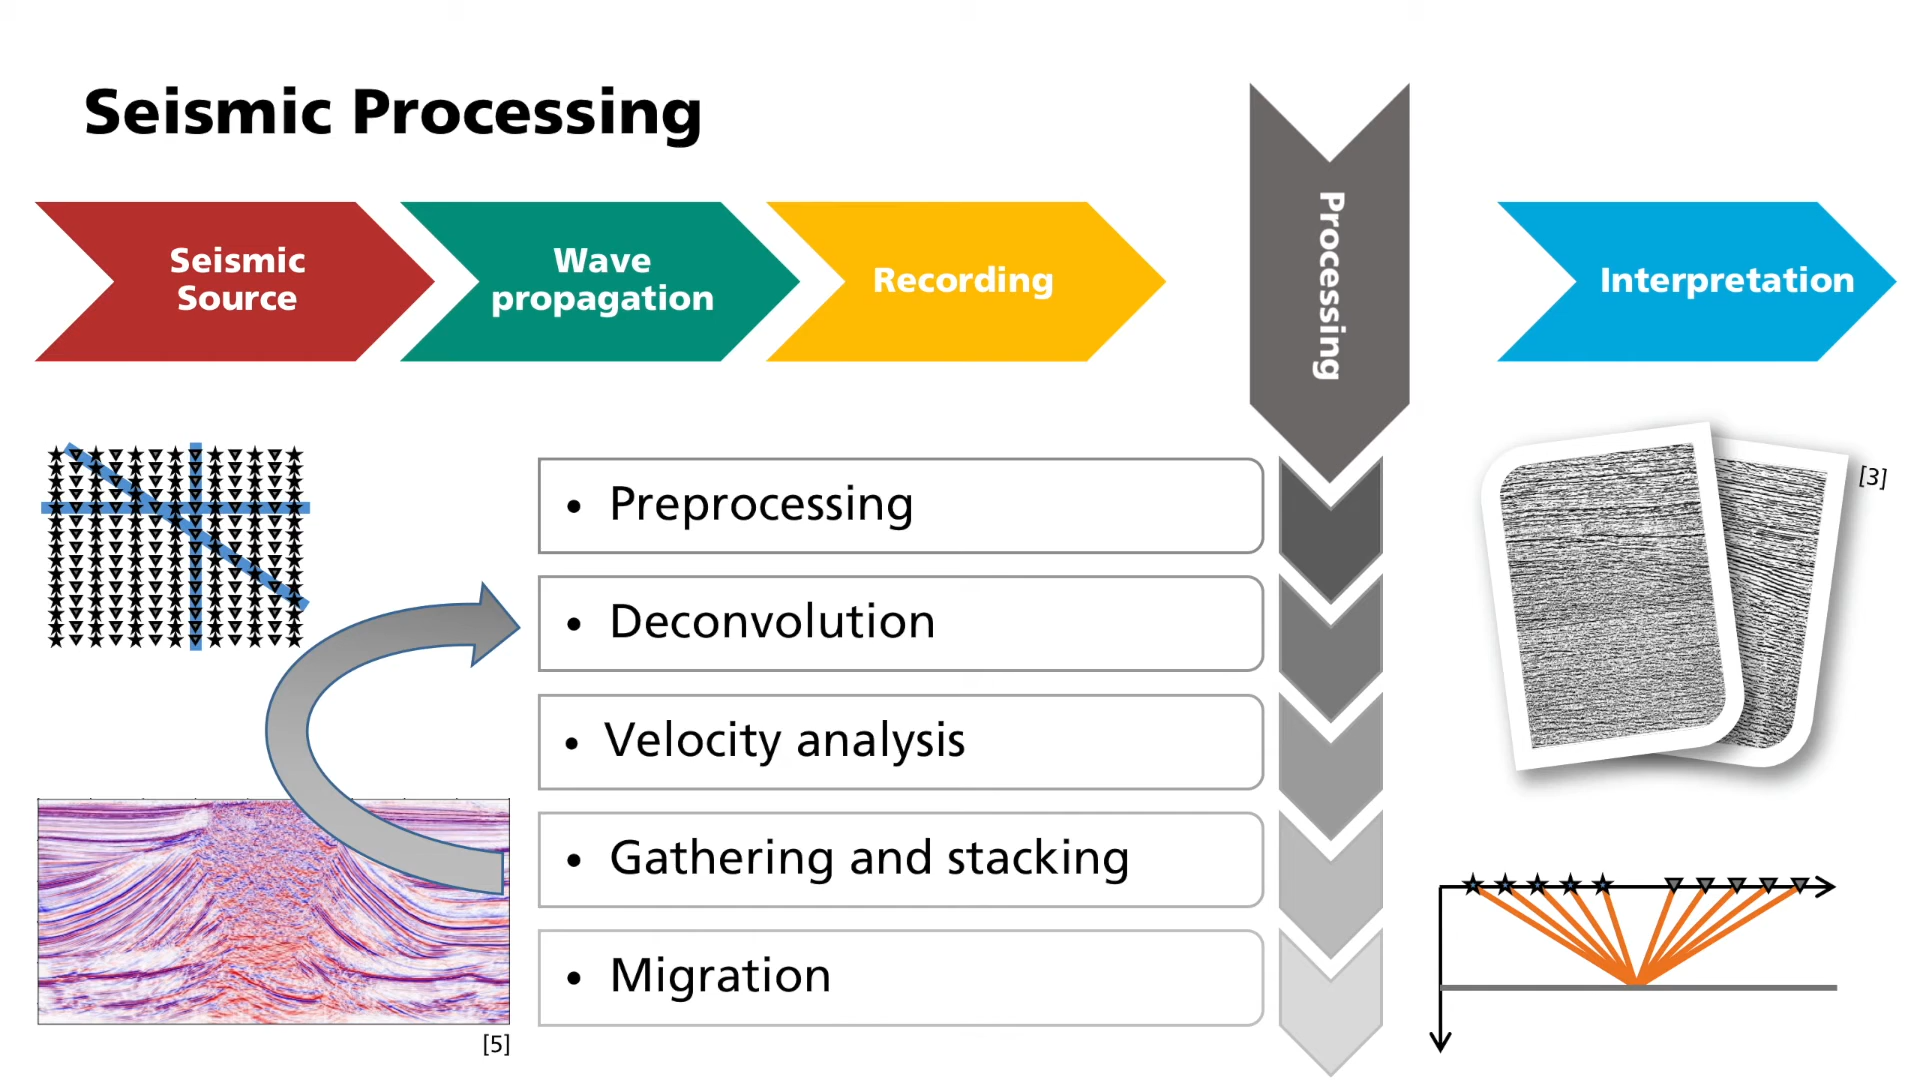 Seismic Processing
Seismic
Source
Wave
propagation
Recording
Processing
Interpretation
[3]
• Preprocessing
• Deconvolution
• Velocity analysis
• Gathering and stacking
• Migration
[5]